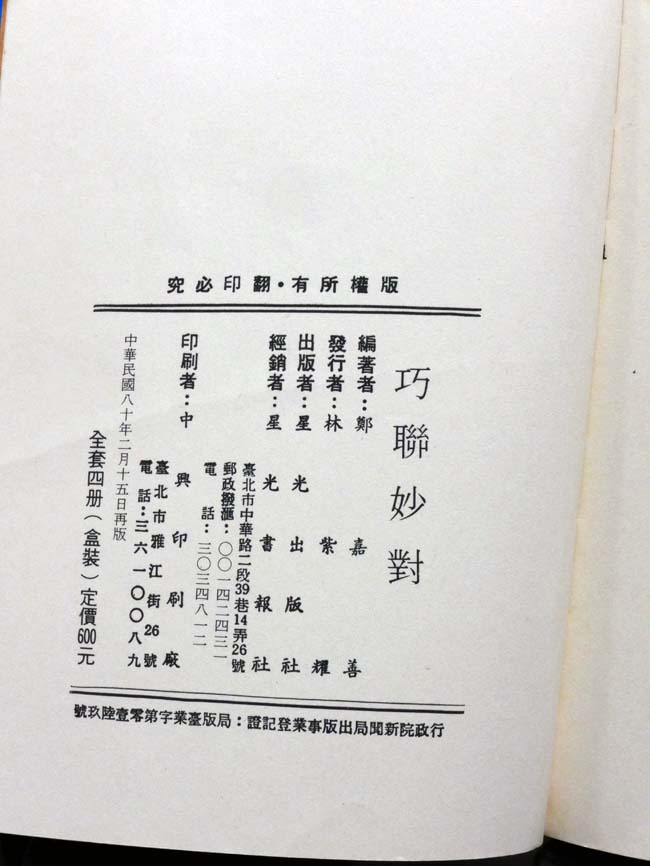 版權所有•翻印必究
巧聯妙對
編著者：鄭嘉善
發行者：林紫耀
出版者：星光出版社
經銷者：星光書報社
臺北市中華路二段39巷14弄26號
郵政撥滙：〇〇一四二四三一
電話：三〇三四八一二
印刷者：中興印刷廠
臺北市雅江街26號
電話：三六一〇〇八九
中華民國八十年二月十五日再版
全套四册（盒裝）定價600元
行政院新聞局出版事業登記證：局版臺業字第零壹陸玖號